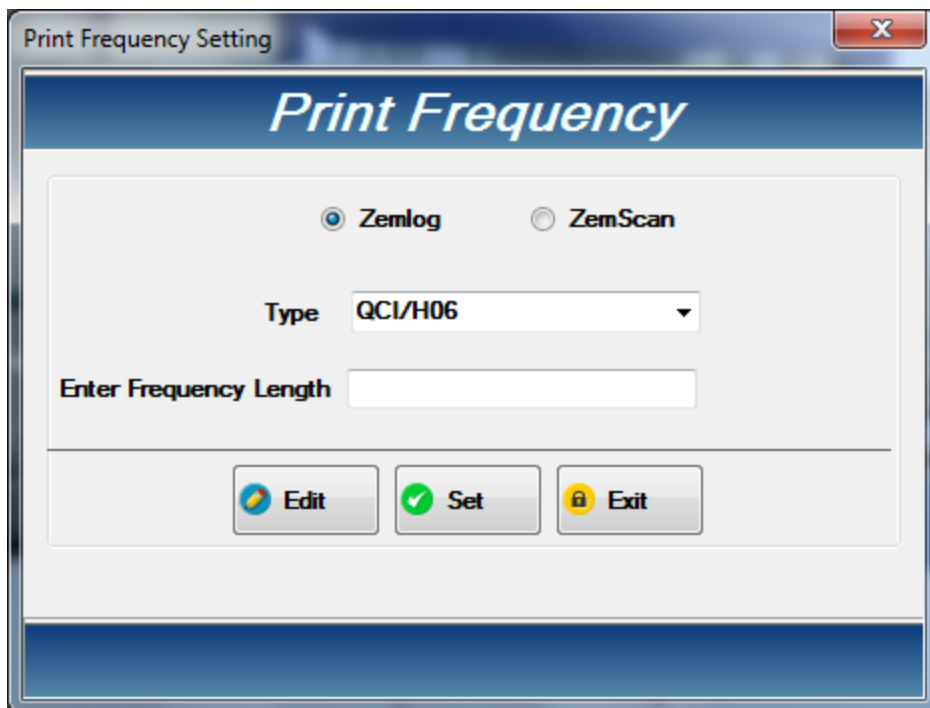 Print Frequency Setting
Print Frequency
Zemlog ZemScan
Type QCI/H06
Enter Frequency Length
Edit Set Exit